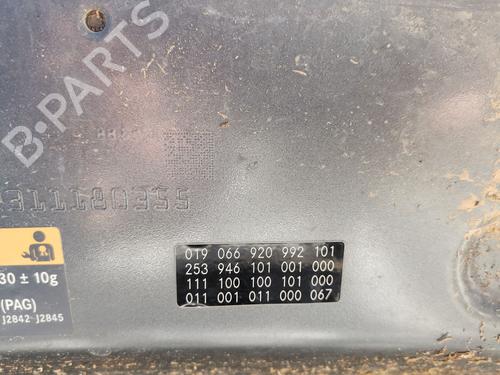 B-PARTS
30 ± 10g
(PAG)
J2842 - J2845
019 066 920 992 101
253 946 101 001 000
111 100 100 101 000
011 001 011 000 067